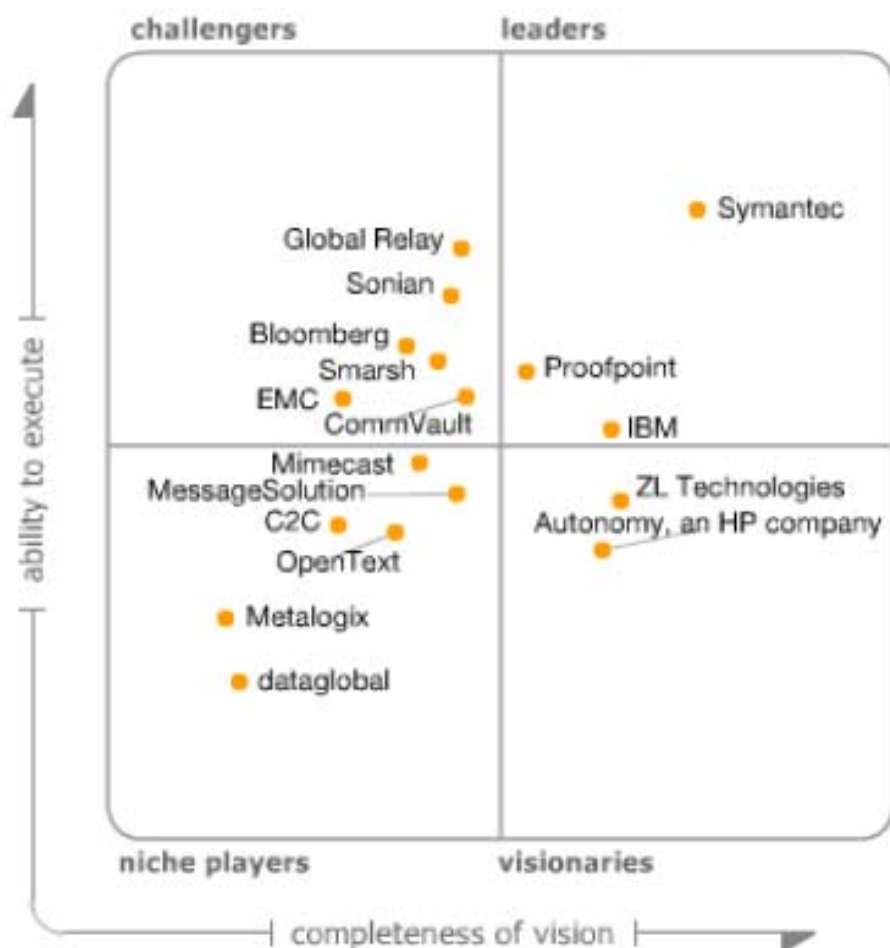 challengers
leaders
Symantec
Global Relay
Sonian
Bloomberg
Smarsh
Proofpoint
EMC
CommVault
IBM
Mimecast
MessageSolution
ZL Technologies
C2C
Autonomy, an HP company
OpenText
Metalogix
dataglobal
niche players
visionaries
ability to execute
completeness of vision